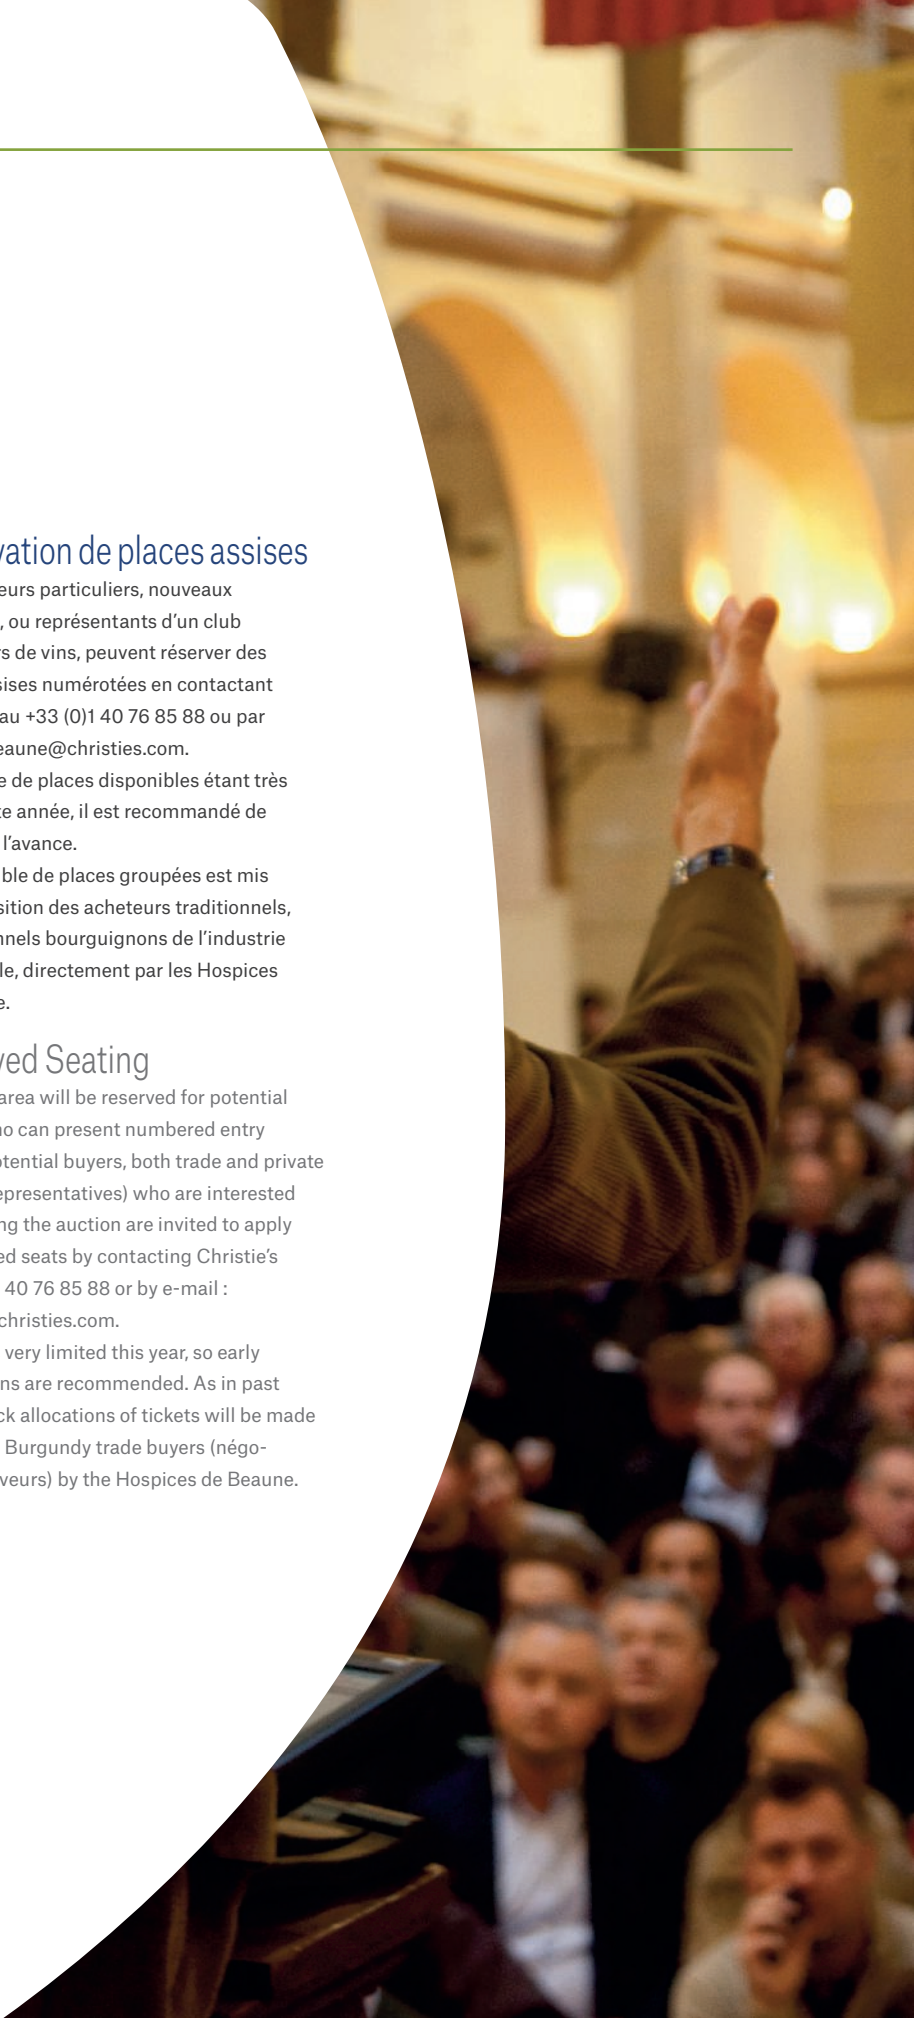 vation de places assises
eurs particuliers, nouveaux
, ou représentants d’un club
rs de vins, peuvent réserver des
sises numérotées en contactant
au +33 (0)1 40 76 85 88 ou par
eaune@christies.com.
e de places disponibles étant très
te année, il est recommandé de
l’avance.
ble de places groupées est mis
sition des acheteurs traditionnels,
nnels bourguignons de l’industrie
le, directement par les Hospices
e.
ved Seating
area will be reserved for potential
ho can present numbered entry
otential buyers, both trade and private
epresentatives) who are interested
ng the auction are invited to apply
ed seats by contacting Christie’s
40 76 85 88 or by e-mail :
christies.com.
very limited this year, so early
ns are recommended. As in past
ck allocations of tickets will be made
Burgundy trade buyers (négo-
veurs) by the Hospices de Beaune.